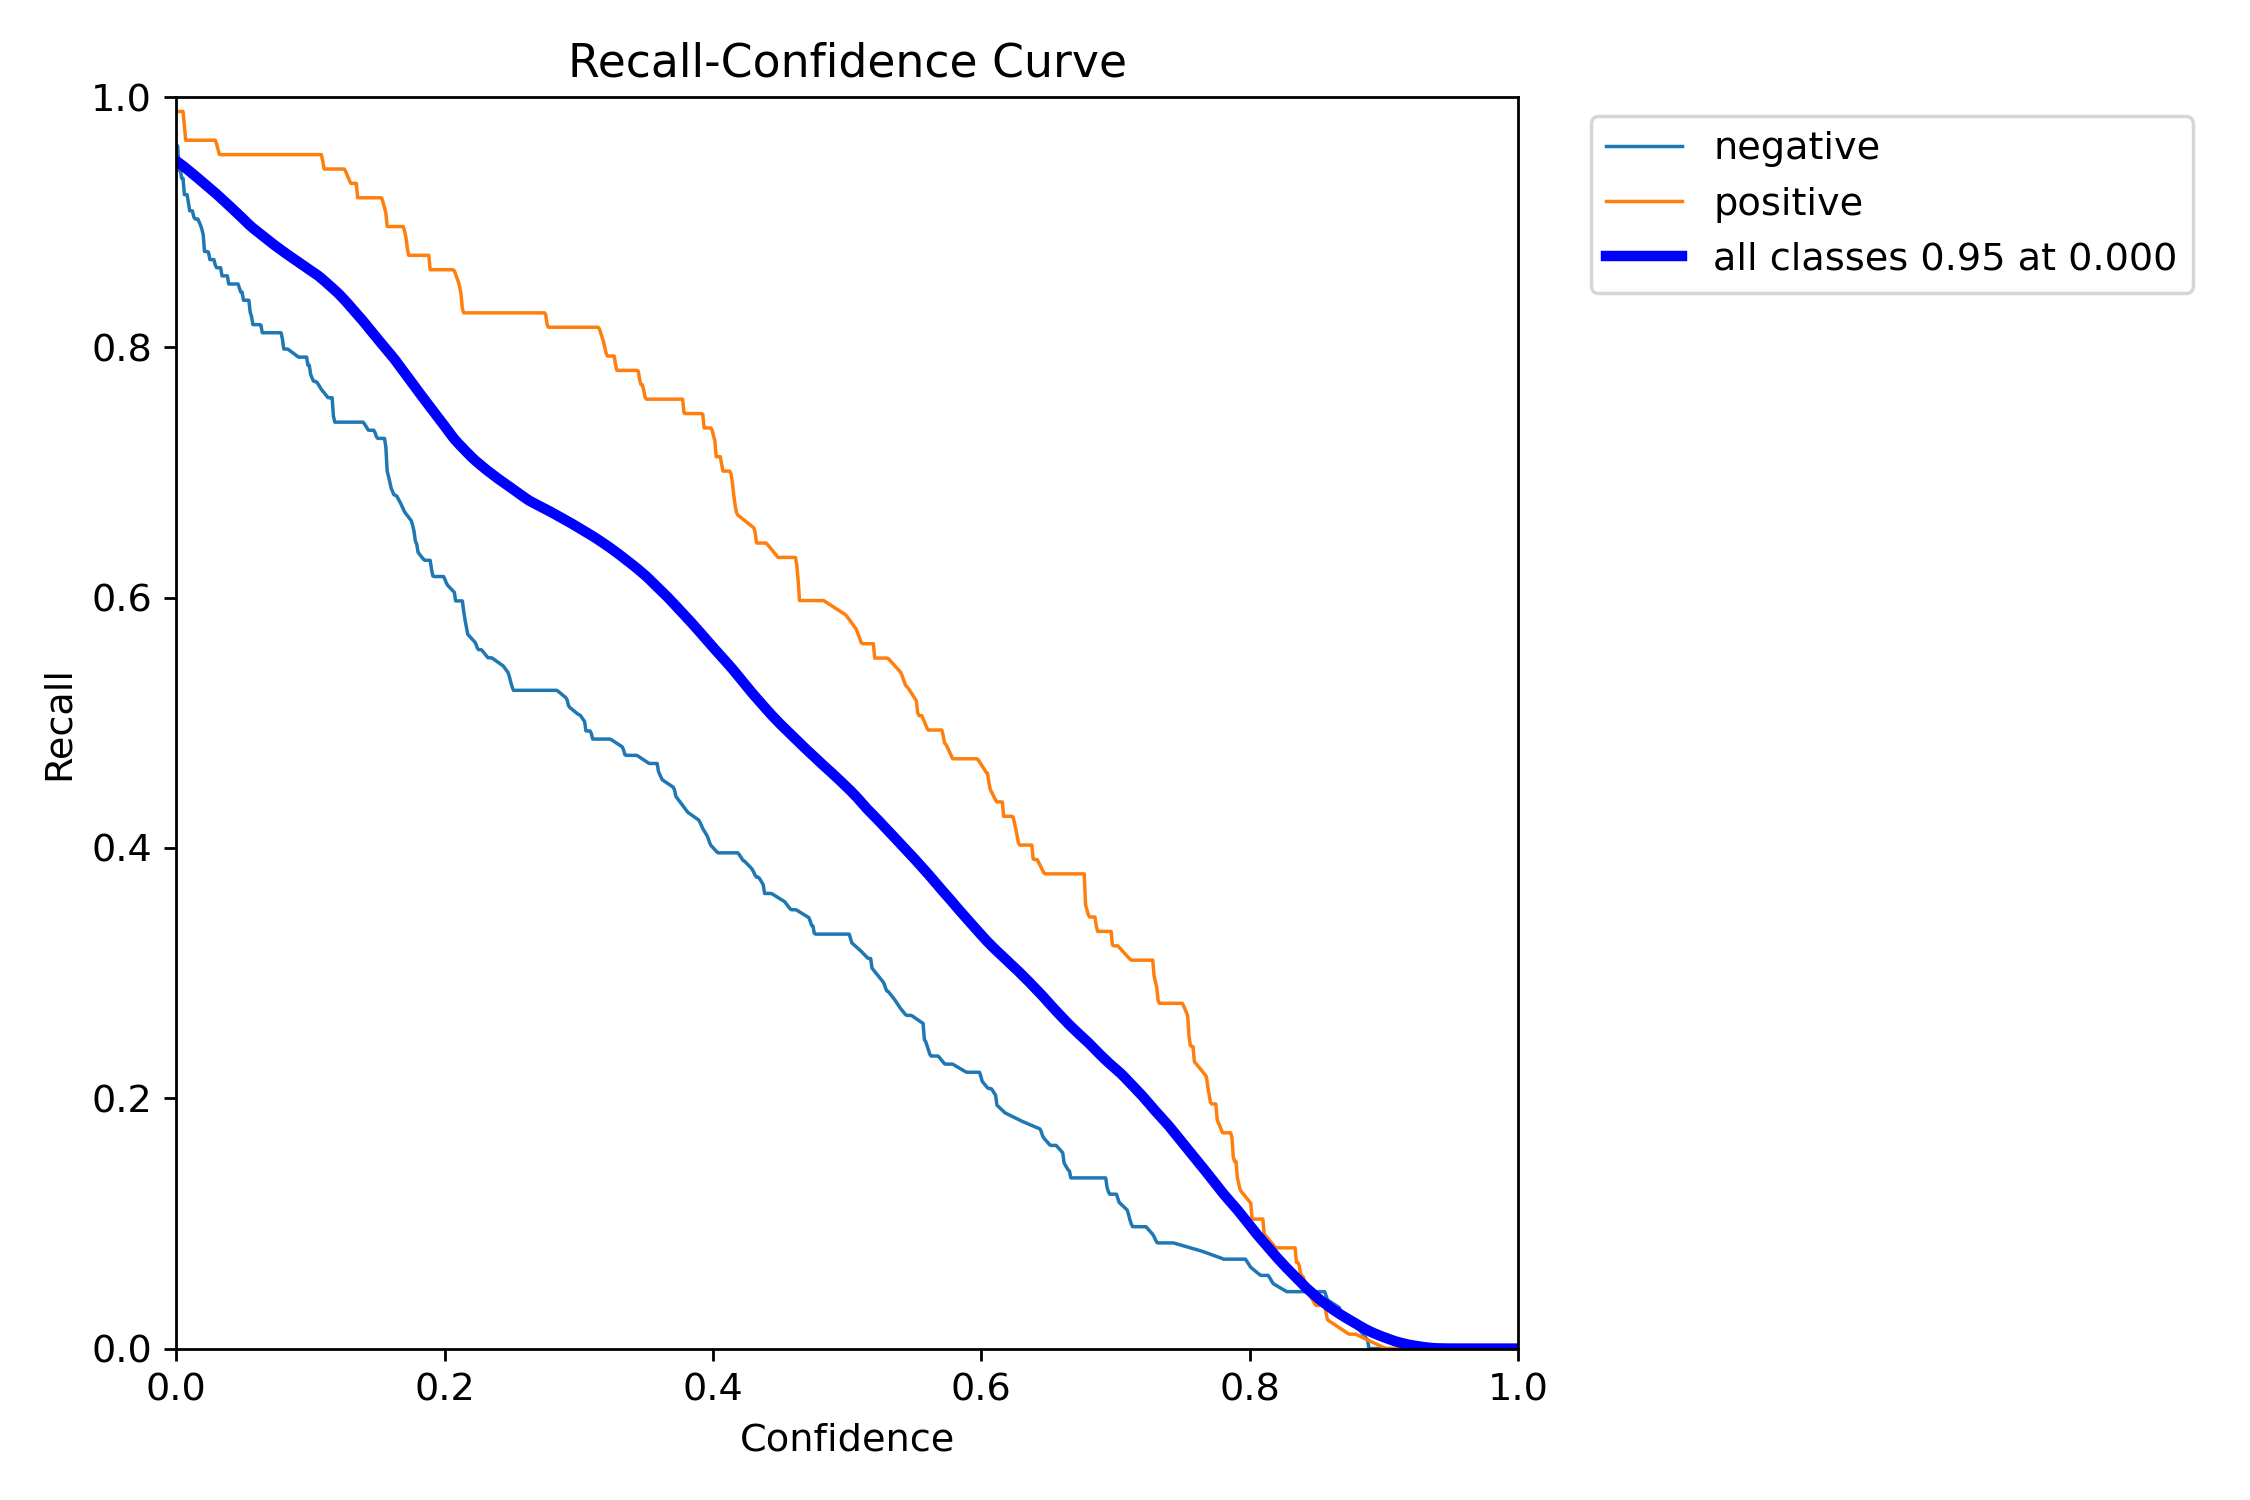 Recall-Confidence Curve
1.0
0.8
0.6
0.4
0.2
0.0
Recall
0.0 0.2 0.4 0.6 0.8 1.0
Confidence
negative
positive
all classes 0.95 at 0.000